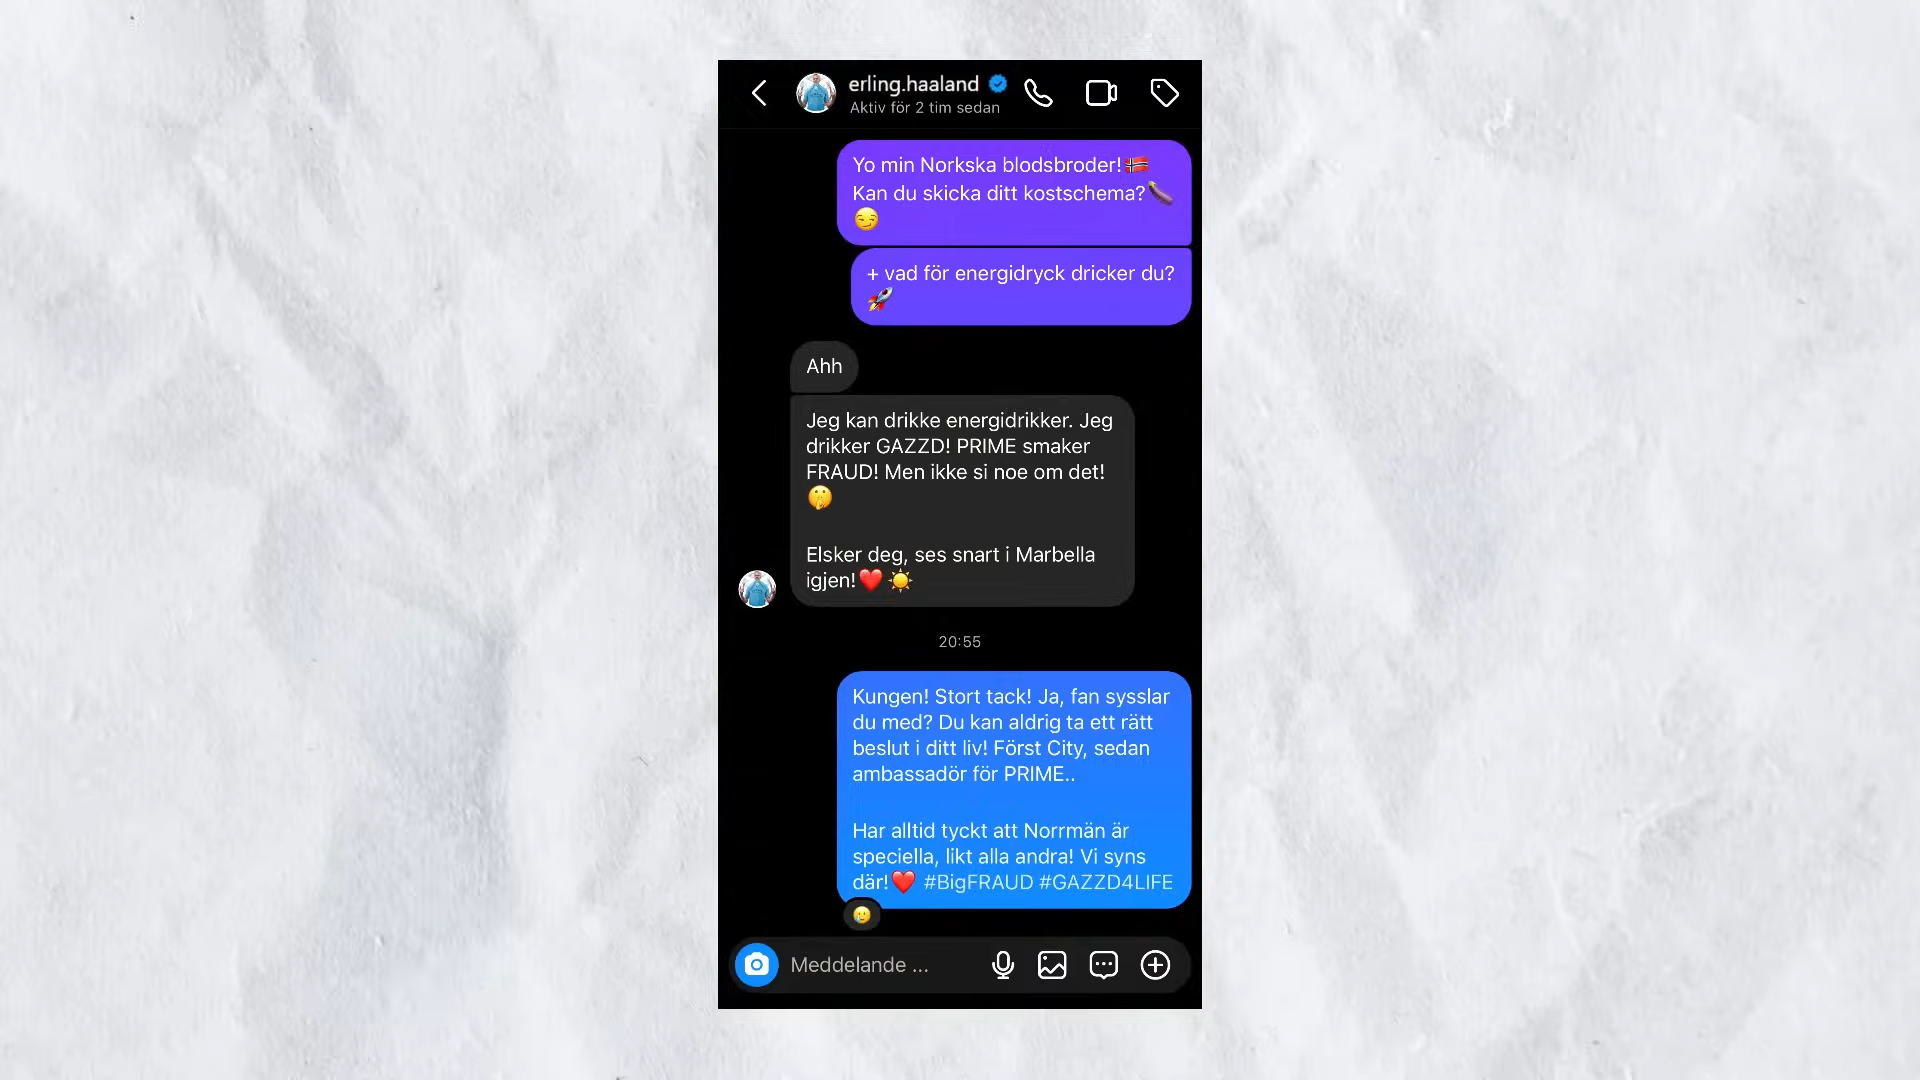 erling.haaland
Aktiv för 2 tim sedan
Yo min Norkska blodsbroder!🇳🇴
Kan du skicka ditt kostschema?🍆
😏
+ vad för energidryck dricker du?
🚀
Ahh
Jeg kan drikke energidrikker. Jeg
drikker GAZZD! PRIME smaker
FRAUD! Men ikke si noe om det!
🤫
Elsker deg, ses snart i Marbella
igjen!❤️☀️
20:55
Kungen! Stort tack! Ja, fan sysslar
du med? Du kan aldrig ta ett rätt
beslut i ditt liv! Först City, sedan
ambassadör för PRIME..
Har alltid tyckt att Norrmän är
speciella, likt alla andra! Vi syns
där!❤️ #BigFRAUD #GAZZD4LIFE
🥲
Meddelande ...